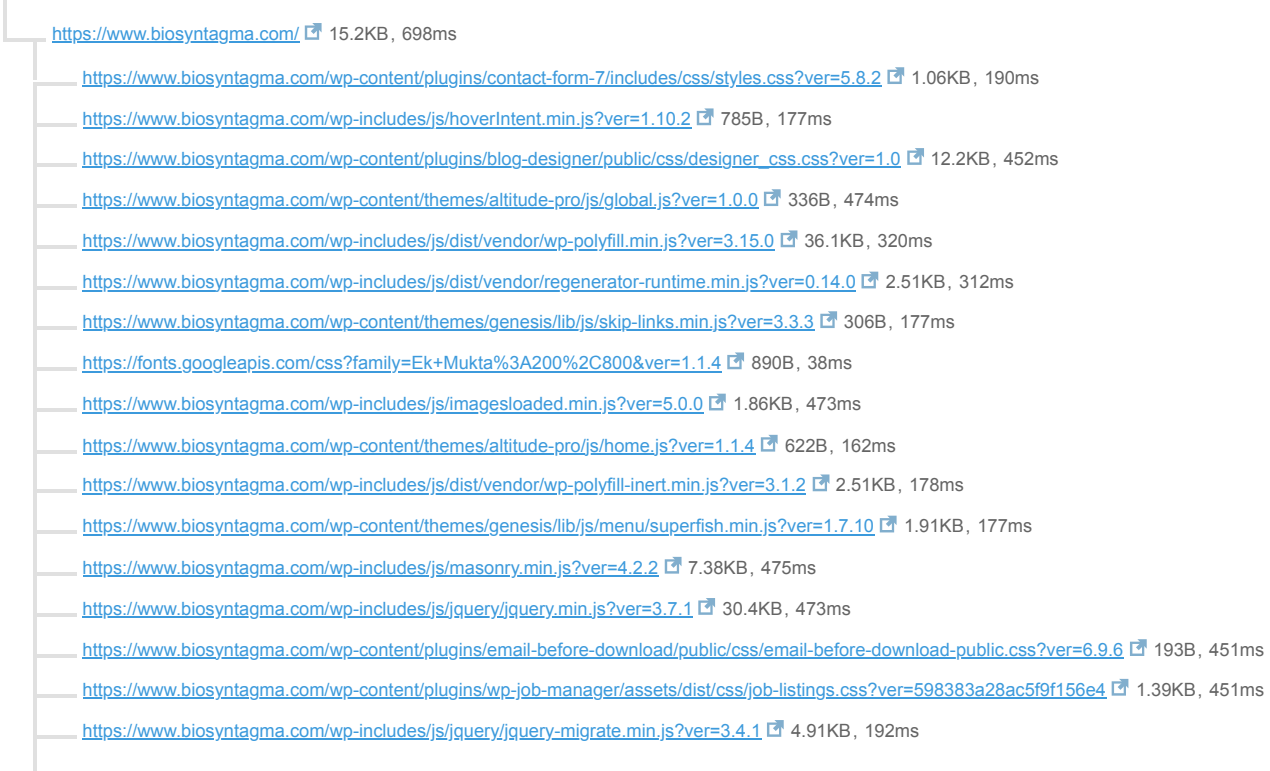 https://www.biosyntagma.com/ 15.2KB, 698ms
https://www.biosyntagma.com/wp-content/plugins/contact-form-7/includes/css/styles.css?ver=5.8.2 1.06KB, 190ms
https://www.biosyntagma.com/wp-includes/js/hoverIntent.min.js?ver=1.10.2 785B, 177ms
https://www.biosyntagma.com/wp-content/plugins/blog-designer/public/css/designer_css.css?ver=1.0 12.2KB, 452ms
https://www.biosyntagma.com/wp-content/themes/altitude-pro/js/global.js?ver=1.0.0 336B, 474ms
https://www.biosyntagma.com/wp-includes/js/dist/vendor/wp-polyfill.min.js?ver=3.15.0 36.1KB, 320ms
https://www.biosyntagma.com/wp-includes/js/dist/vendor/regenerator-runtime.min.js?ver=0.14.0 2.51KB, 312ms
https://www.biosyntagma.com/wp-content/themes/genesis/lib/js/skip-links.min.js?ver=3.3.3 306B, 177ms
https://fonts.googleapis.com/css?family=Ek+Mukta%3A200%2C800&ver=1.1.4 890B, 38ms
https://www.biosyntagma.com/wp-includes/js/imagesloaded.min.js?ver=5.0.0 1.86KB, 473ms
https://www.biosyntagma.com/wp-content/themes/altitude-pro/js/home.js?ver=1.1.4 622B, 162ms
https://www.biosyntagma.com/wp-includes/js/dist/vendor/wp-polyfill-inert.min.js?ver=3.1.2 2.51KB, 178ms
https://www.biosyntagma.com/wp-content/themes/genesis/lib/js/menu/superfish.min.js?ver=1.7.10 1.91KB, 177ms
https://www.biosyntagma.com/wp-includes/js/masonry.min.js?ver=4.2.2 7.38KB, 475ms
https://www.biosyntagma.com/wp-includes/js/jquery/jquery.min.js?ver=3.7.1 30.4KB, 473ms
https://www.biosyntagma.com/wp-content/plugins/email-before-download/public/css/email-before-download-public.css?ver=6.9.6 193B, 451ms
https://www.biosyntagma.com/wp-content/plugins/wp-job-manager/assets/dist/css/job-listings.css?ver=598383a28ac5f9f156e4 1.39KB, 451ms
https://www.biosyntagma.com/wp-includes/js/jquery/jquery-migrate.min.js?ver=3.4.1 4.91KB, 192ms